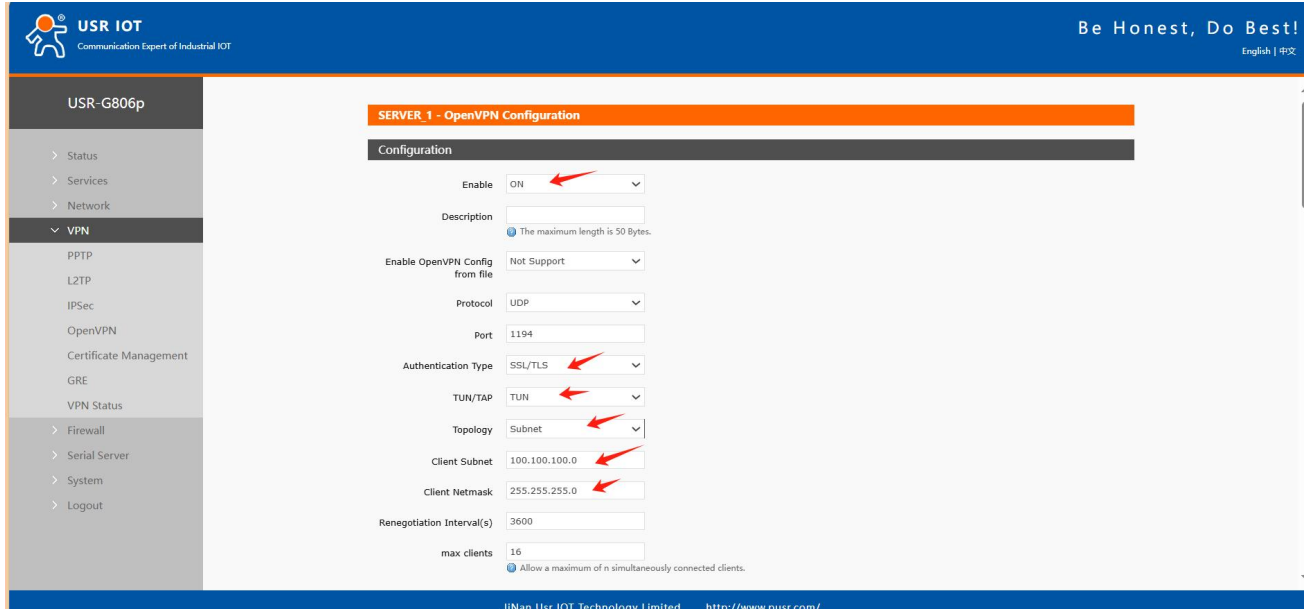 USR IOT
Communication Expert of Industrial IOT
Be Honest, Do Best!
English | 中文
USR-G806p
Status
Services
Network
VPN
PPTP
L2TP
IPSec
OpenVPN
Certificate Management
GRE
VPN Status
Firewall
Serial Server
System
Logout
SERVER_1 - OpenVPN Configuration
Configuration
Enable ON
Description
The maximum length is 50 Bytes.
Enable OpenVPN Config Not Support
from file
Protocol UDP
Port 1194
Authentication Type SSL/TLS
TUN/TAP TUN
Topology Subnet
Client Subnet 100.100.100.0
Client Netmask 255.255.255.0
Renegotiation Interval(s) 3600
max clients 16
Allow a maximum of n simultaneously connected clients.
JiNan Usr IOT Technology Limited http://www.pusr.com/